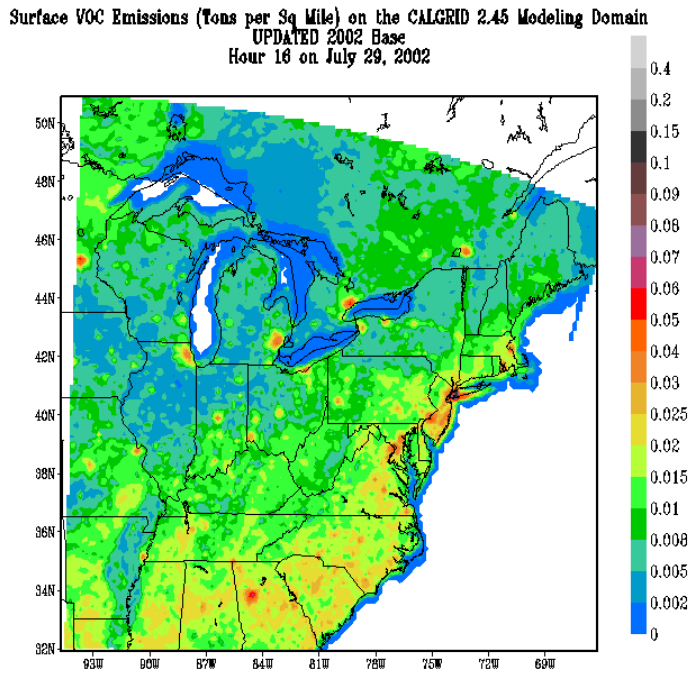 Surface VOC Emissions (Tons per Sq Mile) on the CALGRID 2.45 Modeling Domain
UPDATED 2002 Base
Hour 16 on July 29, 2002
50N
48N
46N
44N
42N
40N
38N
36N
34N
32N
93W
90W
87W
84W
81W
78W
75W
72W
69W
0.4
0.2
0.15
0.1
0.09
0.08
0.07
0.06
0.05
0.04
0.03
0.025
0.02
0.015
0.01
0.008
0.005
0.002
0